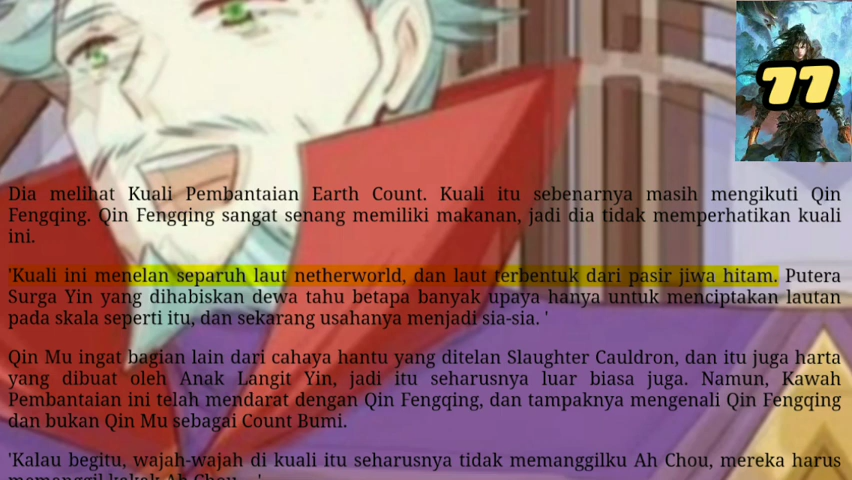 77
Dia melihat Kuali Pembantaian Earth Count. Kuali itu sebenarnya masih mengikuti Qin
Fengqing. Qin Fengqing sangat senang memiliki makanan, jadi dia tidak memperhatikan kuali
ini.
'Kuali ini menelan separuh laut netherworld, dan laut terbentuk dari pasir jiwa hitam. Putera
Surga Yin yang dihabiskan dewa tahu betapa banyak upaya hanya untuk menciptakan lautan
pada skala seperti itu, dan sekarang usahanya menjadi sia-sia. '
Qin Mu ingat bagian lain dari cahaya hantu yang ditelan Slaughter Cauldron, dan itu juga harta
yang dibuat oleh Anak Langit Yin, jadi itu seharusnya luar biasa juga. Namun, Kawah
Pembantaian ini telah mendarat dengan Qin Fengqing, dan tampaknya mengenali Qin Fengqing
dan bukan Qin Mu sebagai Count Bumi.
'Kalau begitu, wajah-wajah di kuali itu seharusnya tidak memanggilku Ah Chou, mereka harus
memanggil kakak Ah Chou...'